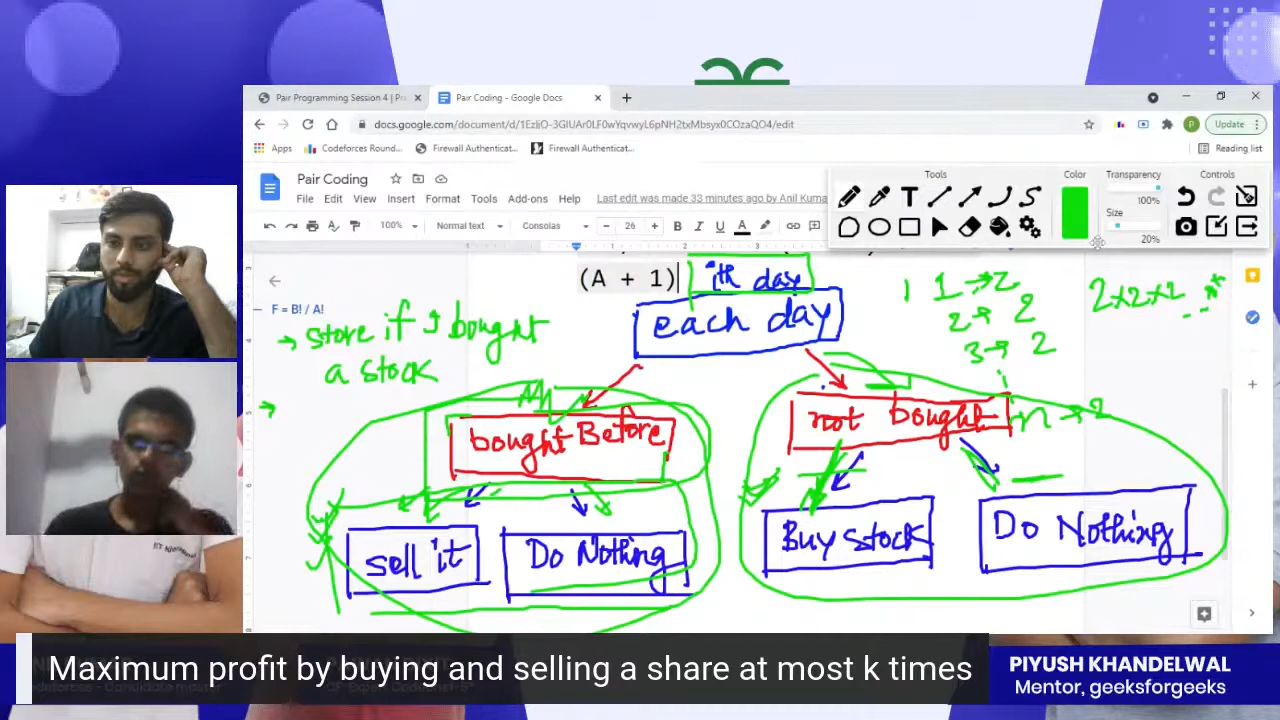 Pair Programming Session 4 | Pr
Pair Coding - Google Docs
docs.google.com/document/d/1EzliQ-3GIUAr0LF0wYqvwyL6pNH2txMbsyx0COzaQO4/edit
Update
Apps
Codeforces Round...
Firewall Authenticat...
Firewall Authenticat...
Reading list
Pair Coding
File Edit View Insert Format Tools Add-ons Help
Last edit was made 33 minutes ago by Anil Kuma
Tools
Color
Transparency
Controls
100%
Size
20%
100%
Normal text
Consolas
26
(A + 1)
ith day
F = B! / A!
each day
→ store if I bought
a stock
→
1 1 → 2
2 → 2
3 → 2
n → 2
2×2×2
bought Before
not bought
sell it
Do Nothing
Buy stock
Do Nothing
Maximum profit by buying and selling a share at most k times
PIYUSH KHANDELWAL
Mentor, geeksforgeeks